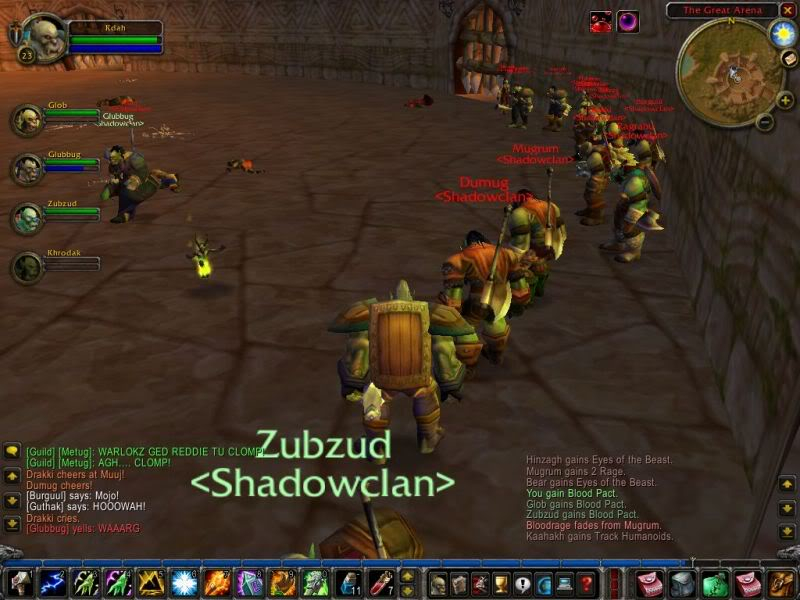 Kdah
23
The Great Arena
N
Glob
Glubbug
<Shadowclan>
Glubbug
Zubzud
Khrodak
Mugrum
<Shadowclan>
Dumug
<Shadowclan>
Zubzud
<Shadowclan>
[Guild] [Metug]: WARLOKZ GED REDDIE TU CLOMP!
[Guild] [Metug]: AGH.... CLOMP!
Drakki cheers at Muuj!
Dumug cheers!
[Burguul] says: Mojo!
[Guthak] says: HOOOWAH!
Drakki cries.
[Glubbug] yells: WAAARG
Hinzagh gains Eyes of the Beast.
Mugrum gains 2 Rage.
Bear gains Eyes of the Beast.
You gain Blood Pact.
Glob gains Blood Pact.
Zubzud gains Blood Pact.
Bloodrage fades from Mugrum.
Kaahakh gains Track Humanoids.
11
7